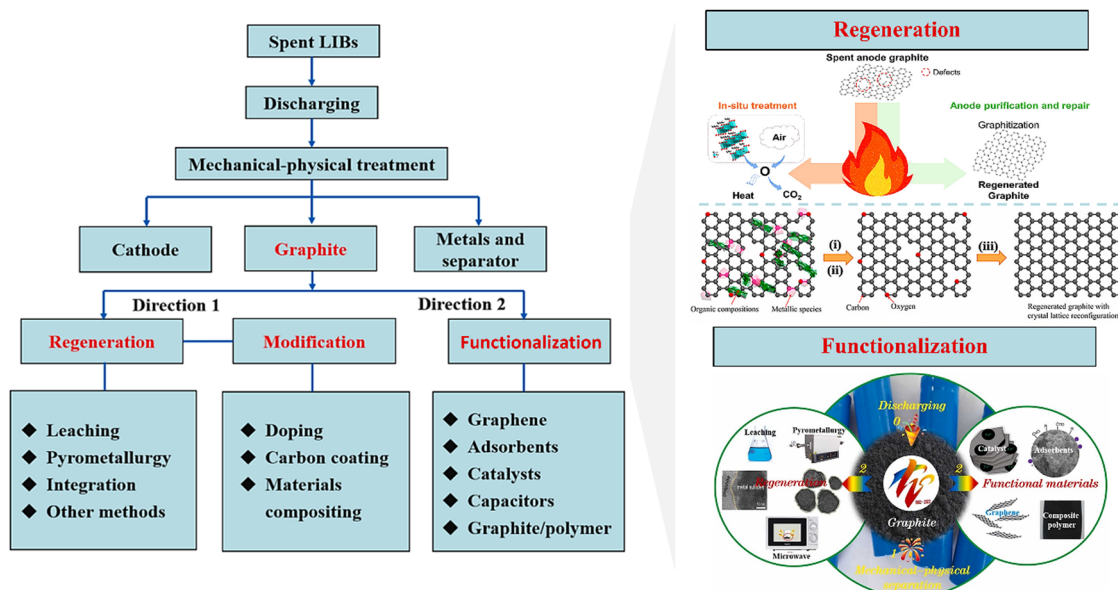 Spent LIBs
Discharging
Mechanical-physical treatment
Cathode
Graphite
Metals and
separator
Direction 1
Direction 2
Regeneration
Modification
Functionalization
◆ Leaching
◆ Pyrometallurgy
◆ Integration
◆ Other methods
◆ Doping
◆ Carbon coating
◆ Materials
compositing
◆ Graphene
◆ Adsorbents
◆ Catalysts
◆ Capacitors
◆ Graphite/polymer
Regeneration
Spent anode graphite
Defects
In-situ treatment
Anode purification and repair
Air
O
Heat
CO2
Graphitization
Regenerated
Graphite
(i)
(ii)
(iii)
Organic compositions
Metallic species
Carbon
Oxygen
Regenerated graphite with
crystal lattice reconfiguration
Functionalization
Discharging
0
Leaching
Pyrometallurgy
Catalyst
Adsorbents
Regeneration
2
2
Functional materials
Graphite
Graphene
Composite
polymer
Microwave
1
Mechanical-physical
separation